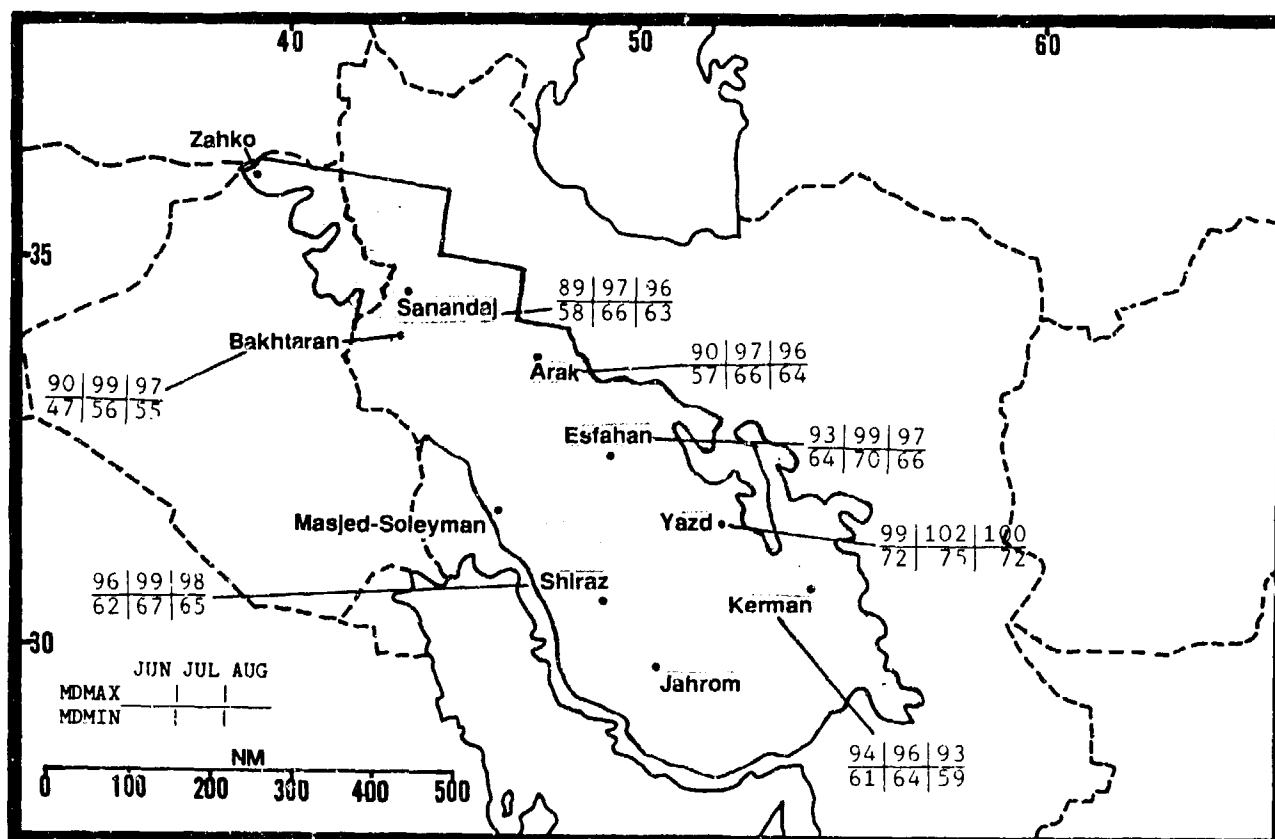 40 50 60
Zahko
35
Sanandaj
89 | 97 | 96
58 | 66 | 63
Bakhtaran
90 | 99 | 97
47 | 56 | 55
Arak
90 | 97 | 96
57 | 66 | 64
Esfahan
93 | 99 | 97
64 | 70 | 66
Masjed-Soleyman
Yazd
99 | 102 | 100
72 | 75 | 72
Shiraz
96 | 99 | 98
62 | 67 | 65
Kerman
94 | 96 | 93
61 | 64 | 59
30
Jahrom
JUN JUL AUG
MDMAX
MDMIN
NM
0 100 200 300 400 500